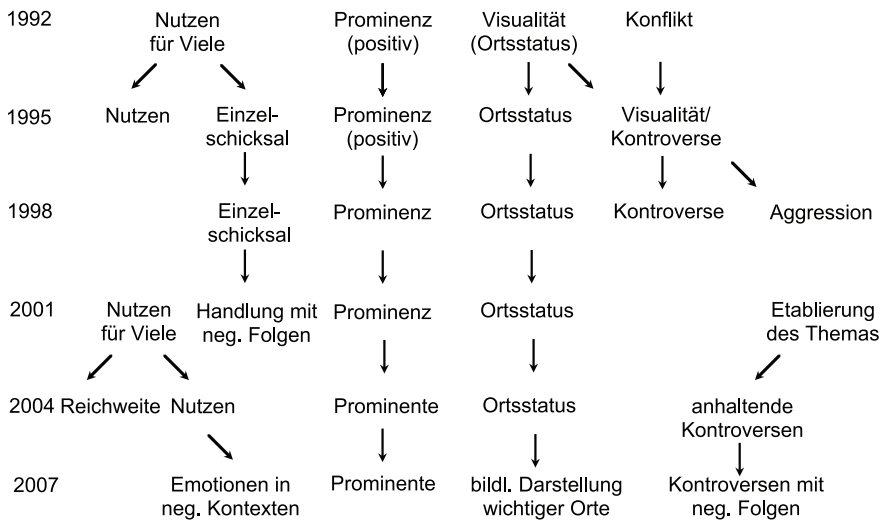 1992 Nutzen für Viele Prominenz (positiv) Visualität (Ortsstatus) Konflikt
1995 Nutzen Einzel-schicksal Prominenz (positiv) Ortsstatus Visualität/ Kontroverse
1998 Einzel-schicksal Prominenz Ortsstatus Kontroverse Aggression
2001 Nutzen für Viele Handlung mit neg. Folgen Prominenz Ortsstatus Etablierung des Themas
2004 Reichweite Nutzen Prominente Ortsstatus anhaltende Kontroversen
2007 Emotionen in neg. Kontexten Prominente bildl. Darstellung wichtiger Orte Kontroversen mit neg. Folgen